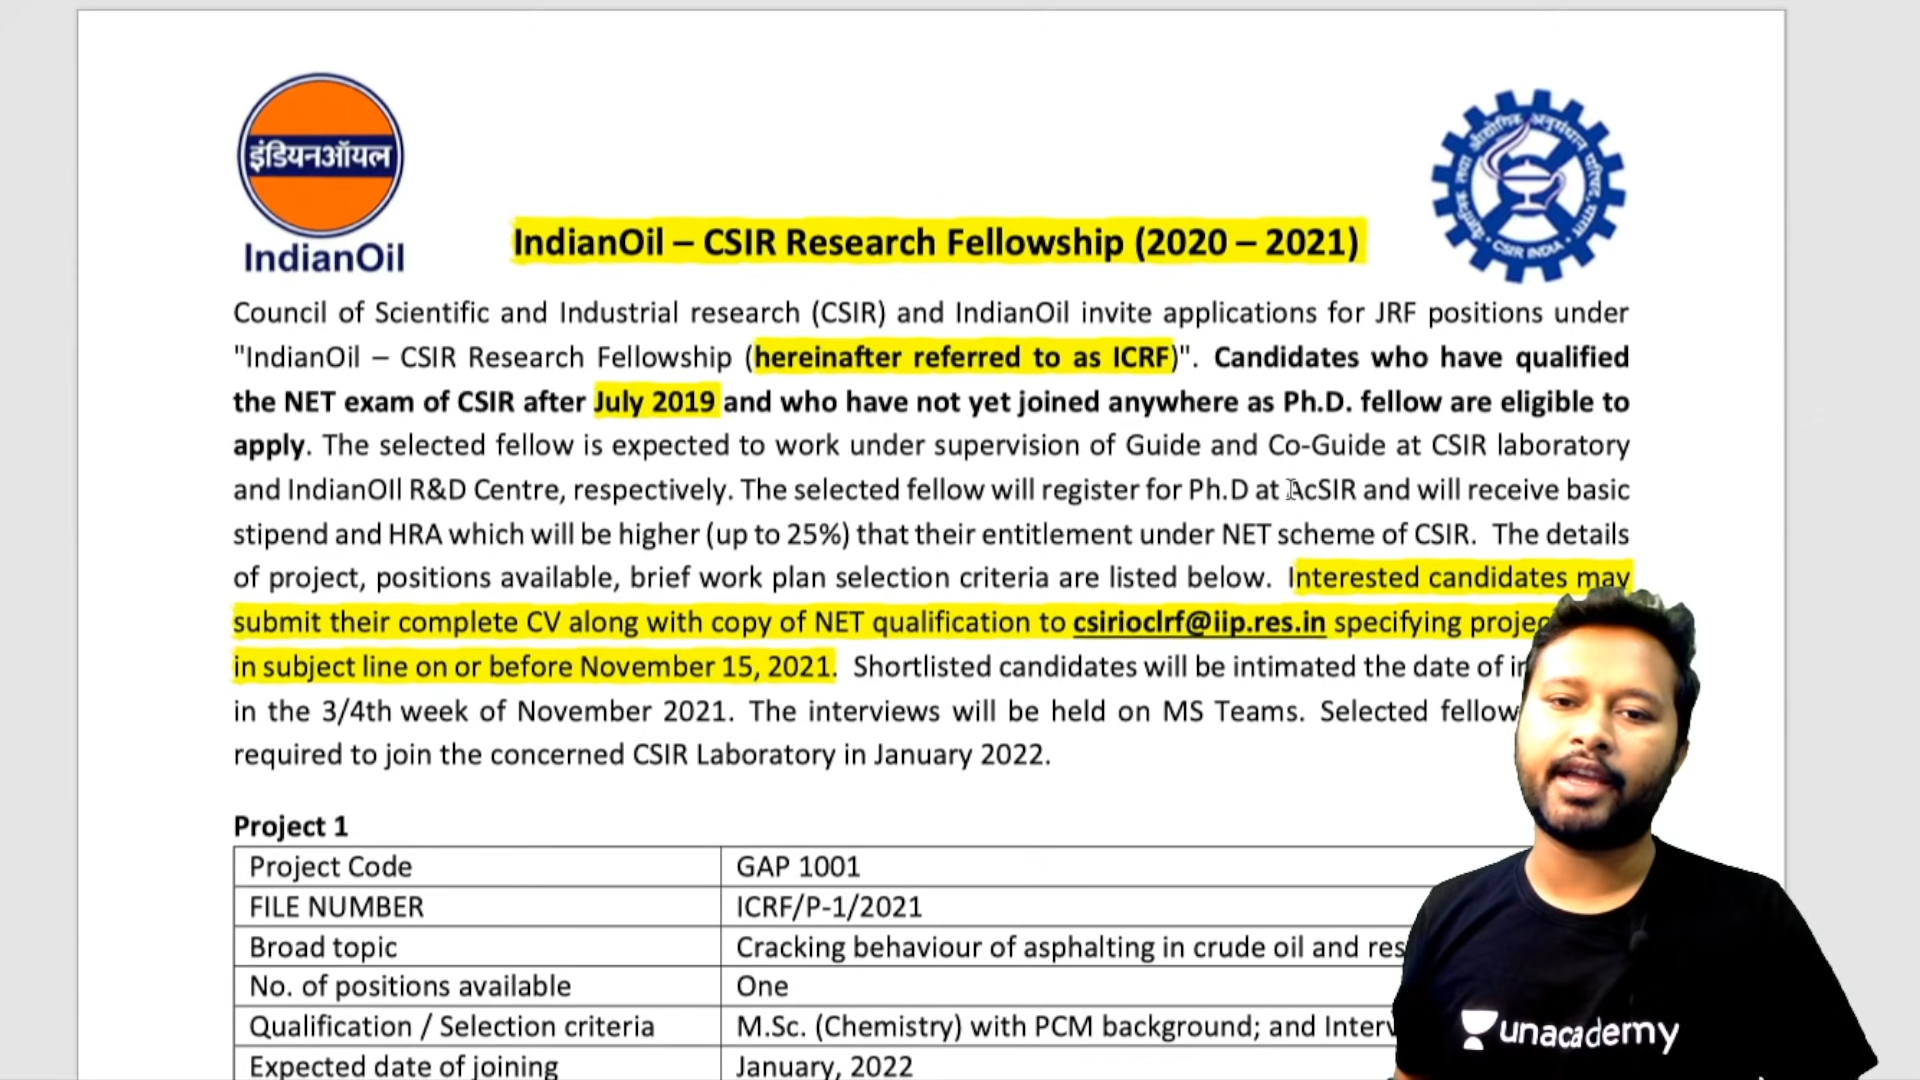 इंडियनऑयल
IndianOil
CSIR INDIA
IndianOil – CSIR Research Fellowship (2020 – 2021)
Council of Scientific and Industrial research (CSIR) and IndianOil invite applications for JRF positions under
"IndianOil – CSIR Research Fellowship (hereinafter referred to as ICRF)". Candidates who have qualified
the NET exam of CSIR after July 2019 and who have not yet joined anywhere as Ph.D. fellow are eligible to
apply. The selected fellow is expected to work under supervision of Guide and Co-Guide at CSIR laboratory
and IndianOIl R&D Centre, respectively. The selected fellow will register for Ph.D at AcSIR and will receive basic
stipend and HRA which will be higher (up to 25%) that their entitlement under NET scheme of CSIR. The details
of project, positions available, brief work plan selection criteria are listed below. Interested candidates may
submit their complete CV along with copy of NET qualification to csirioclrf@iip.res.in specifying projec
in subject line on or before November 15, 2021. Shortlisted candidates will be intimated the date of in
in the 3/4th week of November 2021. The interviews will be held on MS Teams. Selected fellow
required to join the concerned CSIR Laboratory in January 2022.
Project 1
Project Code GAP 1001
FILE NUMBER ICRF/P-1/2021
Broad topic Cracking behaviour of asphalting in crude oil and res
No. of positions available One
Qualification / Selection criteria M.Sc. (Chemistry) with PCM background; and Interv
Expected date of joining January, 2022
unacademy